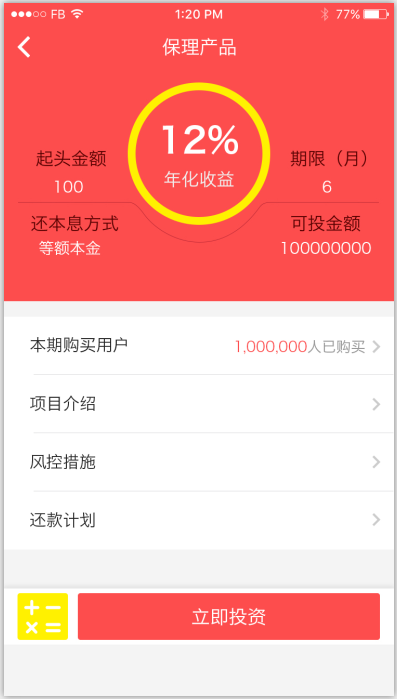 FB 1:20 PM 77%
保理产品
12%
年化收益
起头金额
100
期限（月）
6
还本息方式
等额本金
可投金额
100000000
本期购买用户 1,000,000人已购买
项目介绍
风控措施
还款计划
立即投资